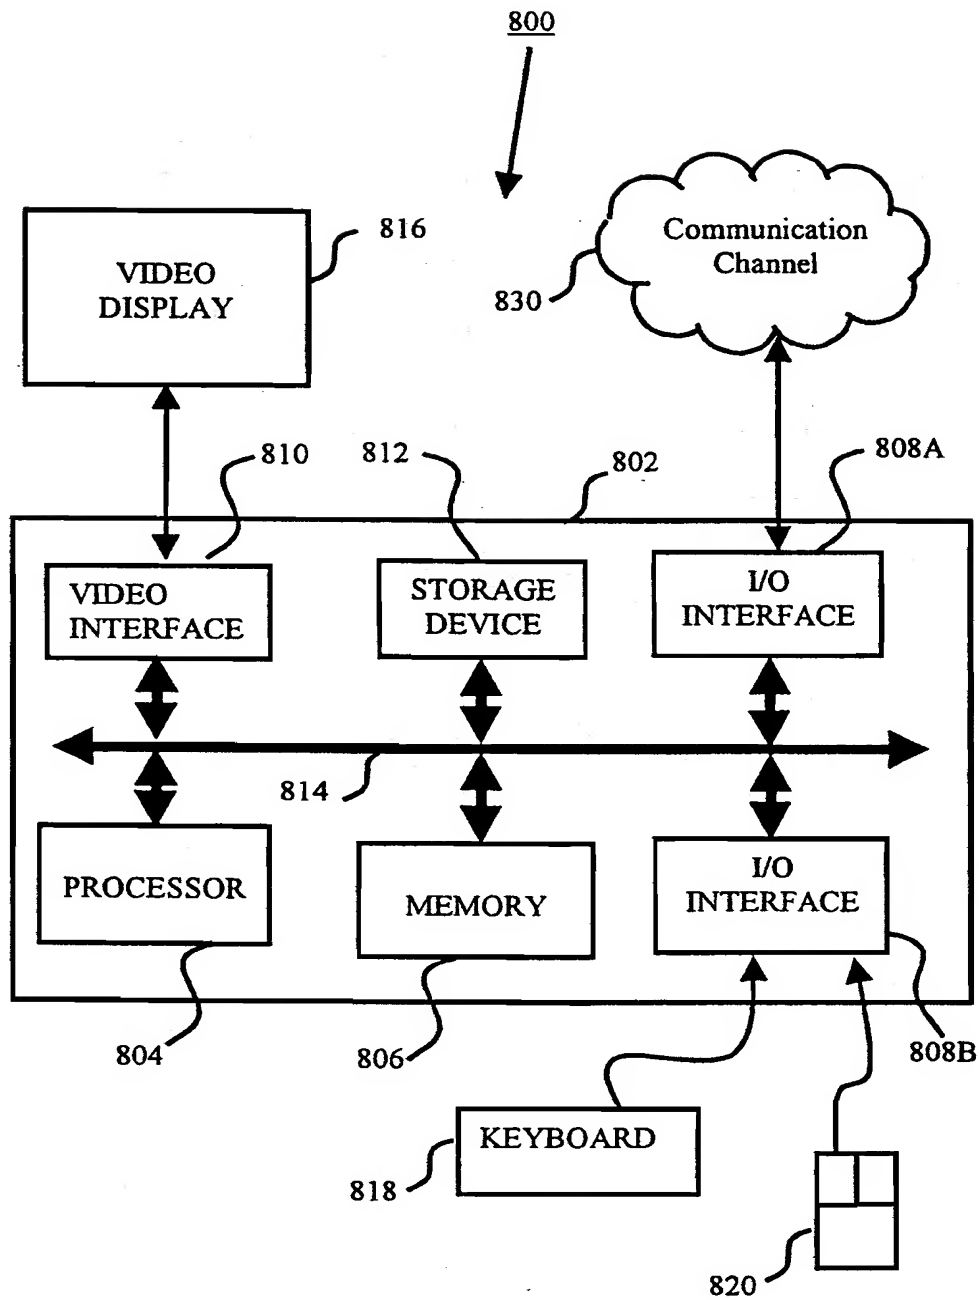 800
VIDEO
DISPLAY
816
Communication
Channel
830
810
812
802
808A
VIDEO
INTERFACE
STORAGE
DEVICE
I/O
INTERFACE
814
PROCESSOR
MEMORY
I/O
INTERFACE
804
806
808B
KEYBOARD
818
820